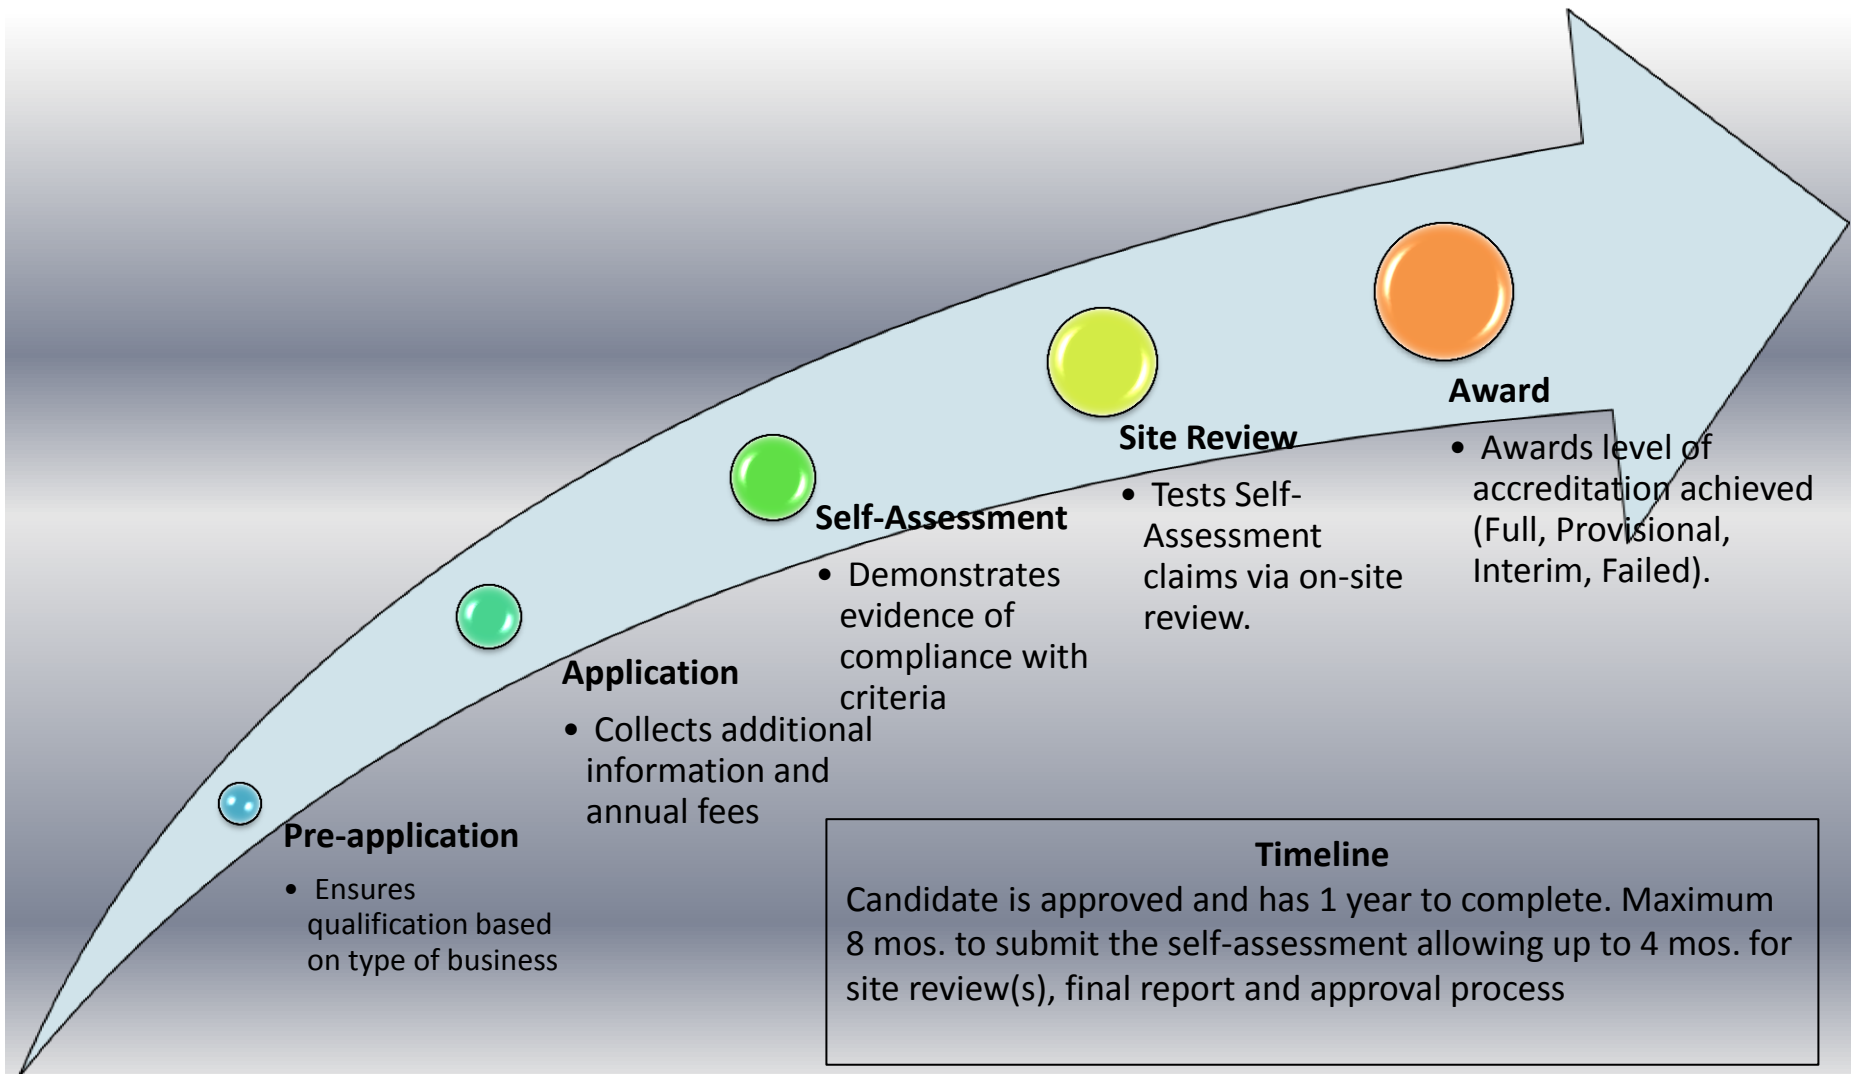 Pre-application
• Ensures
qualification based
on type of business
Application
• Collects additional
information and
annual fees
Self-Assessment
• Demonstrates
evidence of
compliance with
criteria
Site Review
• Tests Self-
Assessment
claims via on-site
review.
Award
• Awards level of
accreditation achieved
(Full, Provisional,
Interim, Failed).
Timeline
Candidate is approved and has 1 year to complete. Maximum
8 mos. to submit the self-assessment allowing up to 4 mos. for
site review(s), final report and approval process